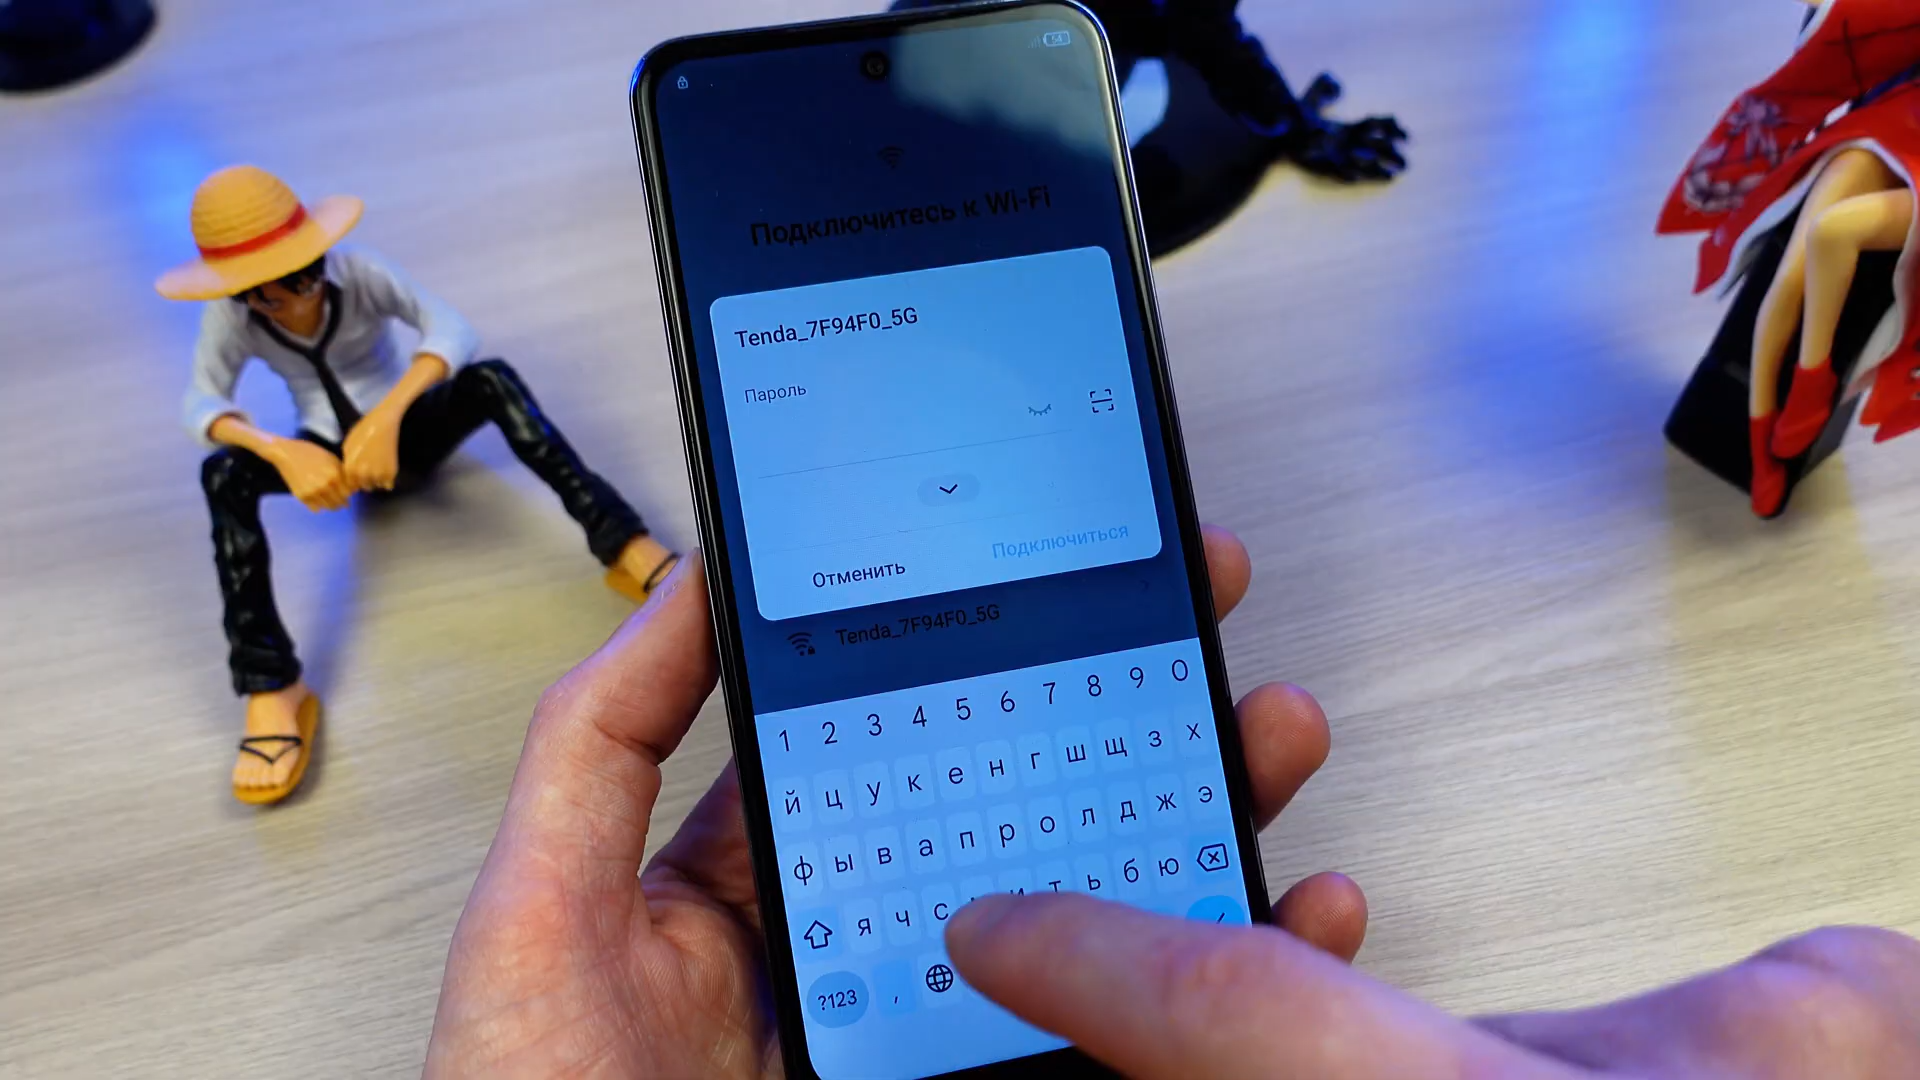 54
Подключитесь к Wi-Fi
Tenda_7F94F0_5G
Пароль
Отменить
Подключиться
Tenda_7F94F0_5G
1 2 3 4 5 6 7 8 9 0
й ц у к е н г ш щ з х
ф ы в а п р о л д ж э
я ч с и т ь б ю
?123 ,